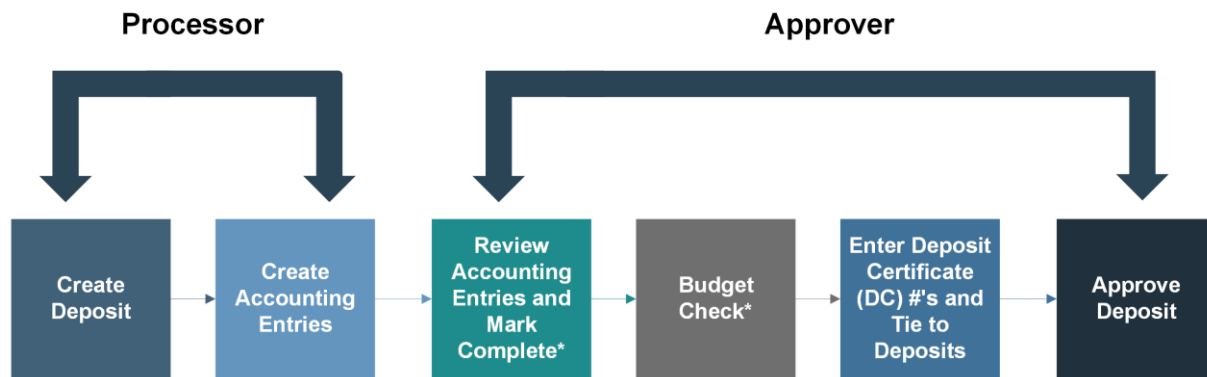 Processor
Approver
Create
Deposit
Create
Accounting
Entries
Review
Accounting
Entries and
Mark
Complete*
Budget
Check*
Enter Deposit
Certificate
(DC) #'s and
Tie to
Deposits
Approve
Deposit